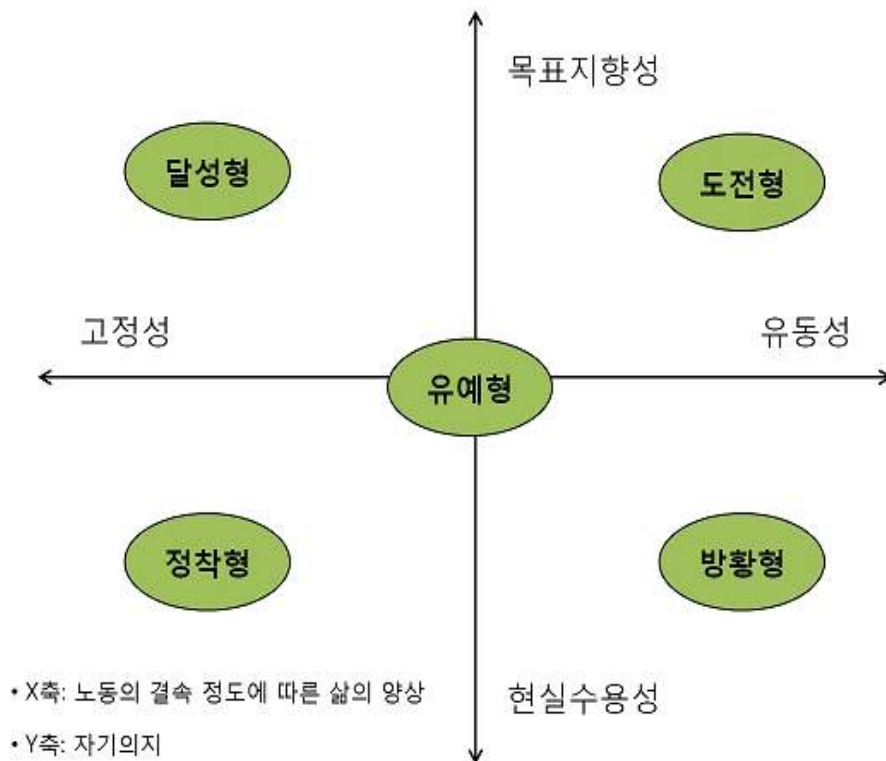 목표지향성
달성형
도전형
고정성
유동성
유예형
정착형
방황형
• X축: 노동의 결속 정도에 따른 삶의 양상
현실수용성
• Y축: 자기의지